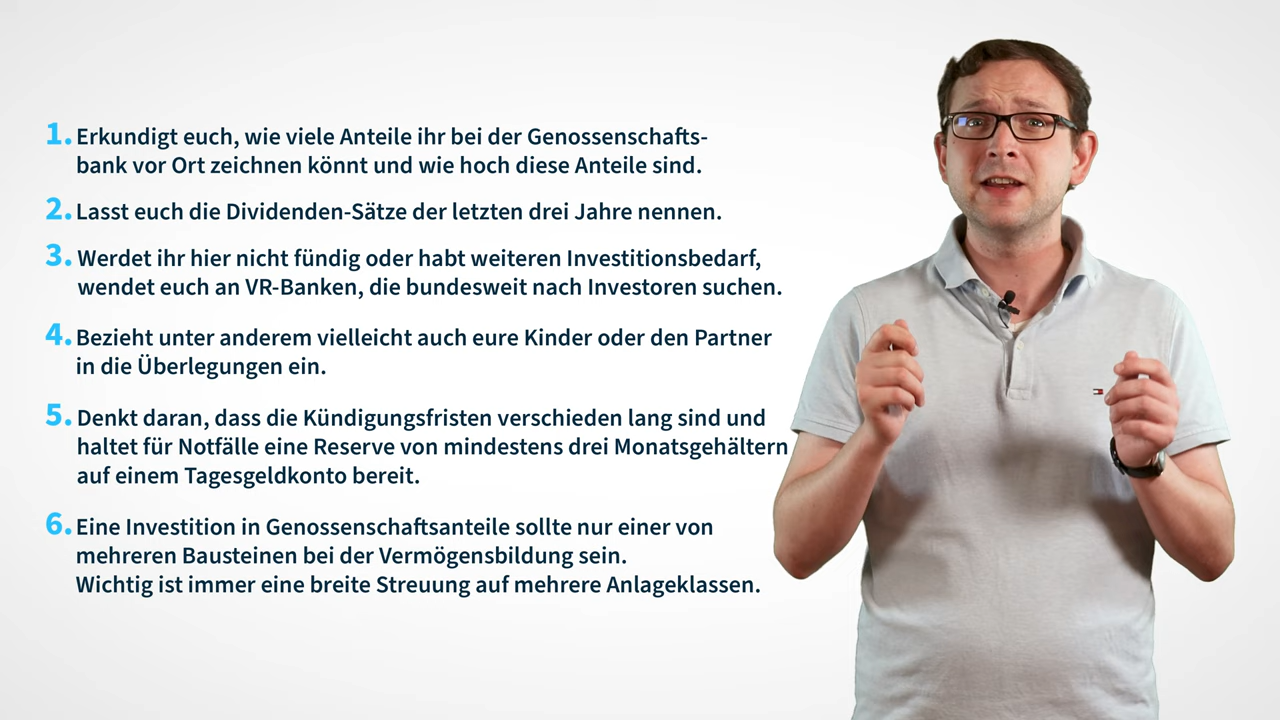 1. Erkundigt euch, wie viele Anteile ihr bei der Genossenschafts-
bank vor Ort zeichnen könnt und wie hoch diese Anteile sind.
2. Lasst euch die Dividenden-Sätze der letzten drei Jahre nennen.
3. Werdet ihr hier nicht fündig oder habt weiteren Investitionsbedarf,
wendet euch an VR-Banken, die bundesweit nach Investoren suchen.
4. Bezieht unter anderem vielleicht auch eure Kinder oder den Partner
in die Überlegungen ein.
5. Denkt daran, dass die Kündigungsfristen verschieden lang sind und
haltet für Notfälle eine Reserve von mindestens drei Monatsgehältern
auf einem Tagesgeldkonto bereit.
6. Eine Investition in Genossenschaftsanteile sollte nur einer von
mehreren Bausteinen bei der Vermögensbildung sein.
Wichtig ist immer eine breite Streuung auf mehrere Anlageklassen.